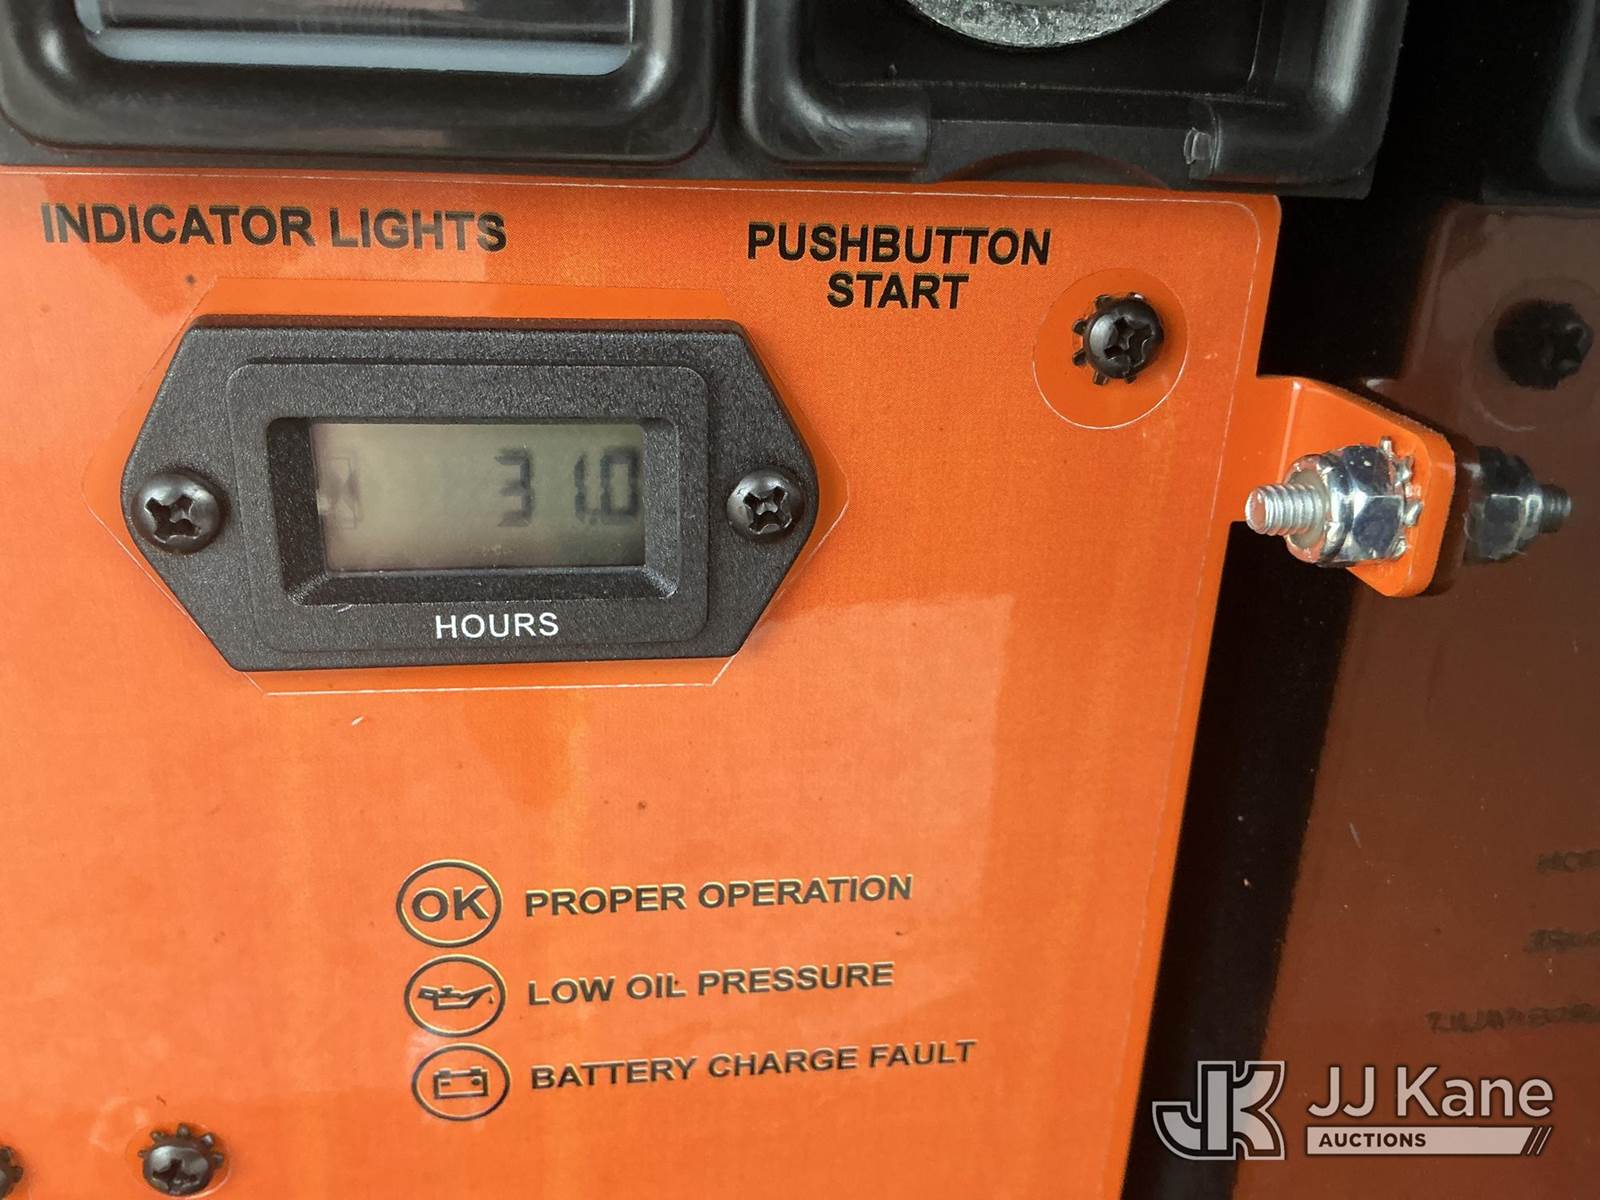 INDICATOR LIGHTS
PUSHBUTTON
START
31.0
HOURS
OK PROPER OPERATION
LOW OIL PRESSURE
BATTERY CHARGE FAULT
JK JJ Kane
AUCTIONS